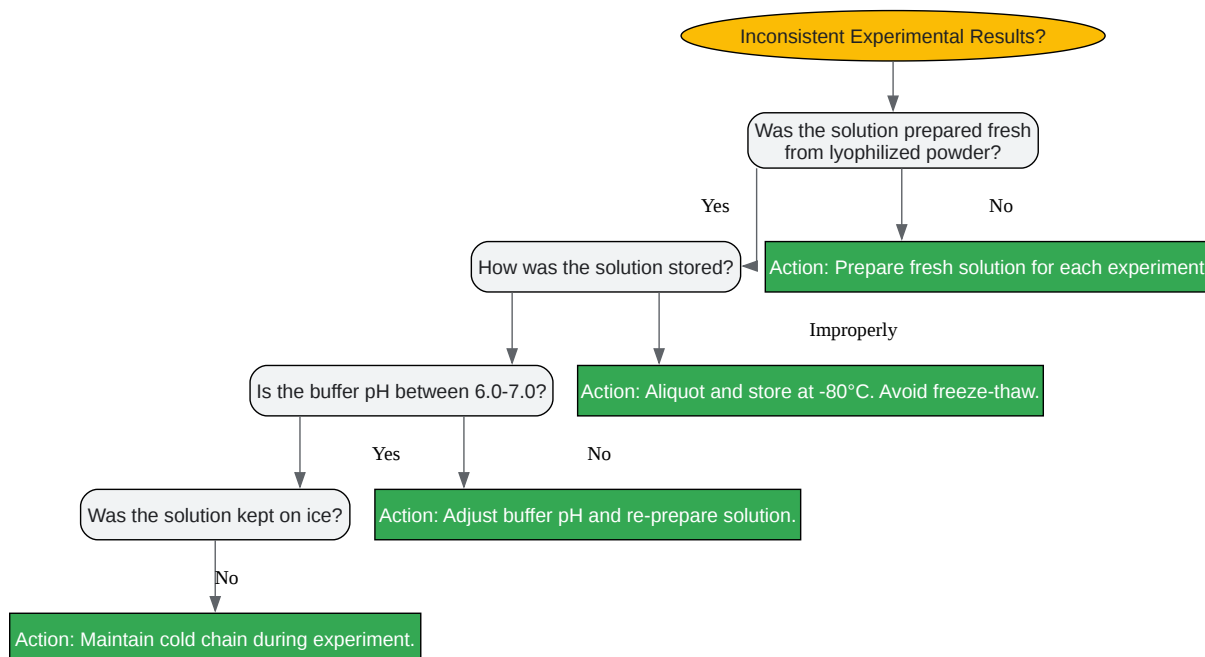 Inconsistent Experimental Results?
Was the solution prepared fresh
from lyophilized powder?
Yes
No
How was the solution stored?
Action: Prepare fresh solution for each experiment
Improperly
Is the buffer pH between 6.0-7.0?
Action: Aliquot and store at -80°C. Avoid freeze-thaw.
Yes
No
Was the solution kept on ice?
Action: Adjust buffer pH and re-prepare solution.
No
Action: Maintain cold chain during experiment.